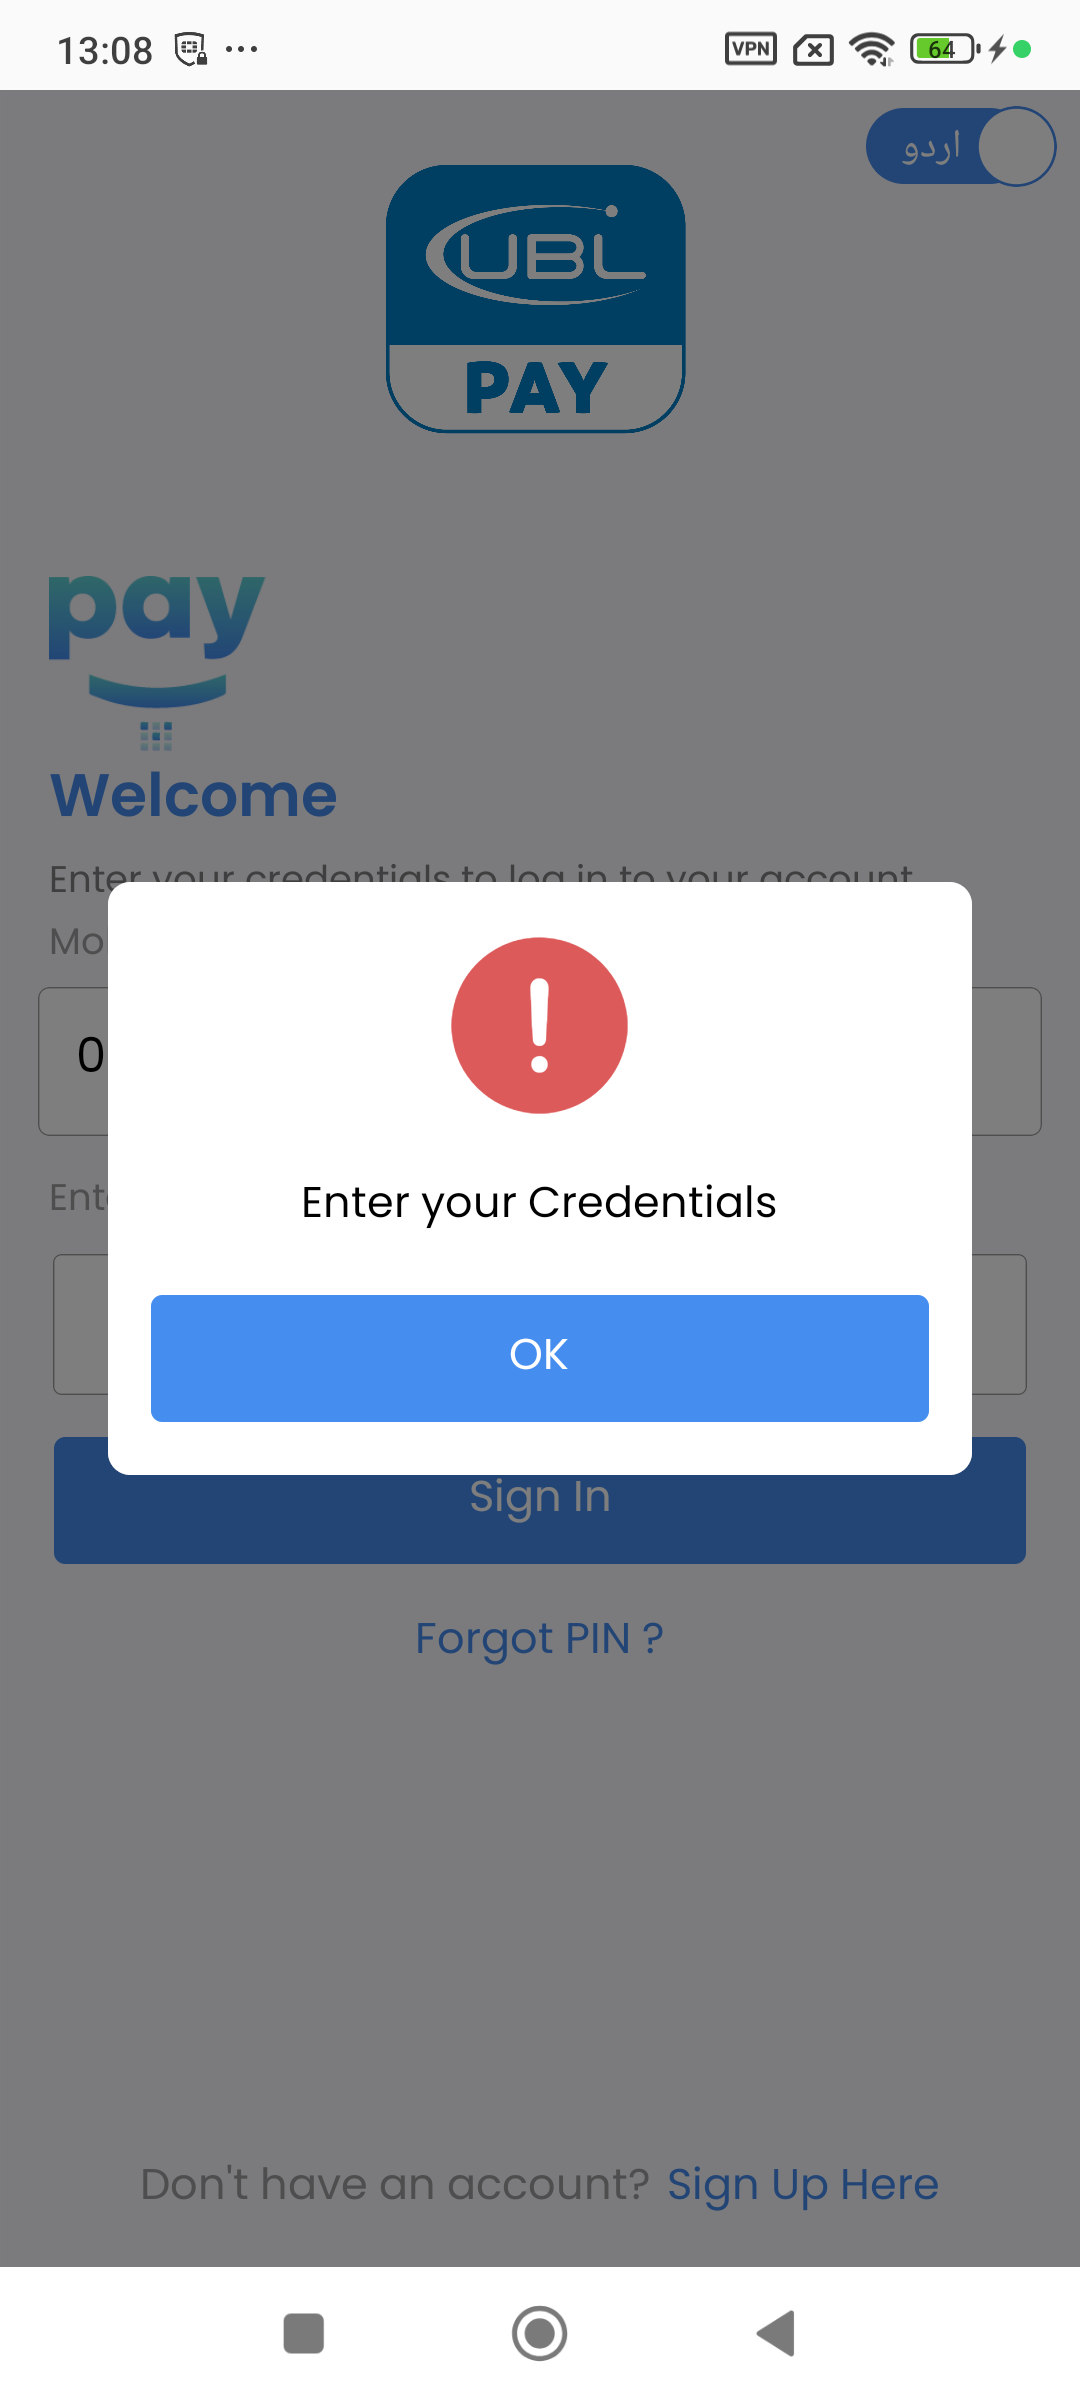 13:08
VPN
64
اردو
UBL
PAY
pay
Welcome
Enter your credentials to log in to your account
Mo
0
Ent
Enter your Credentials
OK
Sign In
Forgot PIN ?
Don't have an account? Sign Up Here